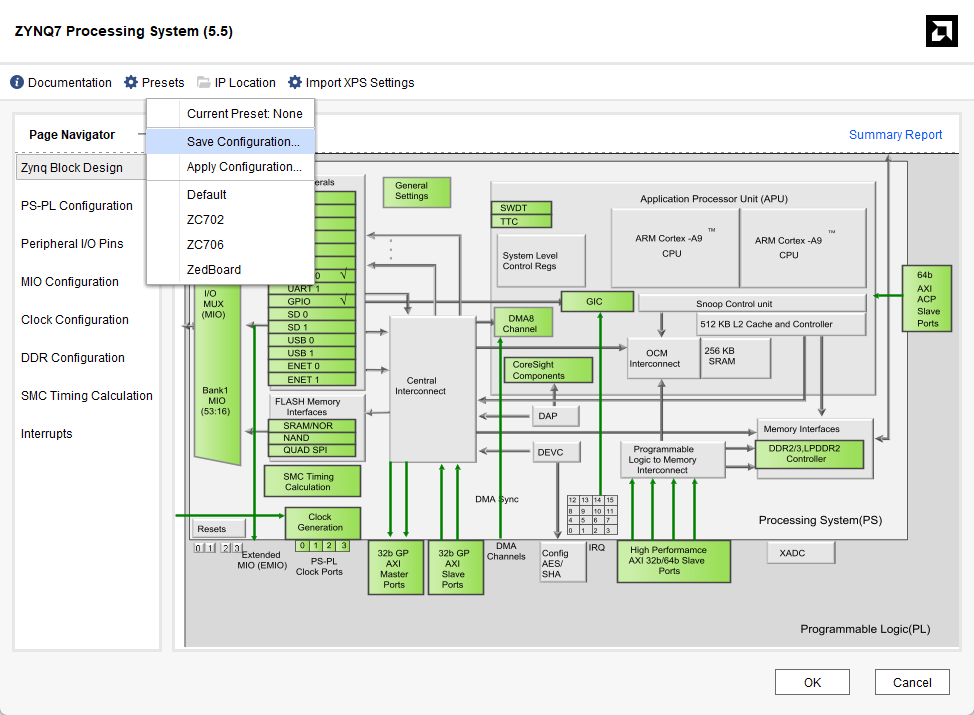 ZYNQ7 Processing System (5.5)
Documentation
Presets
IP Location
Import XPS Settings
Current Preset: None
Save Configuration...
Apply Configuration...
Default
ZC702
ZC706
ZedBoard
Page Navigator
Zynq Block Design
PS-PL Configuration
Peripheral I/O Pins
MIO Configuration
Clock Configuration
DDR Configuration
SMC Timing Calculation
Interrupts
Summary Report
erals
0 √
UART 1
GPIO √
SD 0
SD 1
USB 0
USB 1
ENET 0
ENET 1
I/O
MUX
(MIO)
Bank1
MIO
(53:16)
FLASH Memory
Interfaces
SRAM/NOR
NAND
QUAD SPI
SMC Timing
Calculation
Clock
Generation
Resets
0 1 2 3
0 1 2 3
Extended
MIO (EMIO)
PS-PL
Clock Ports
General
Settings
Central
Interconnect
Application Processor Unit (APU)
SWDT
TTC
System Level
Control Regs
ARM Cortex -A9 ™
CPU
ARM Cortex -A9 ™
CPU
GIC
Snoop Control unit
512 KB L2 Cache and Controller
DMA8
Channel
CoreSight
Components
OCM
Interconnect
256 KB
SRAM
DAP
DEVC
Programmable
Logic to Memory
Interconnect
Memory Interfaces
DDR2/3,LPDDR2
Controller
64b
AXI
ACP
Slave
Ports
DMA Sync
12 13 14 15
8 9 10 11
4 5 6 7
0 1 2 3
Processing System(PS)
32b GP
AXI
Master
Ports
32b GP
AXI
Slave
Ports
DMA
Channels
Config
AES/
SHA
IRQ
High Performamce
AXI 32b/64b Slave
Ports
XADC
Programmable Logic(PL)
OK
Cancel